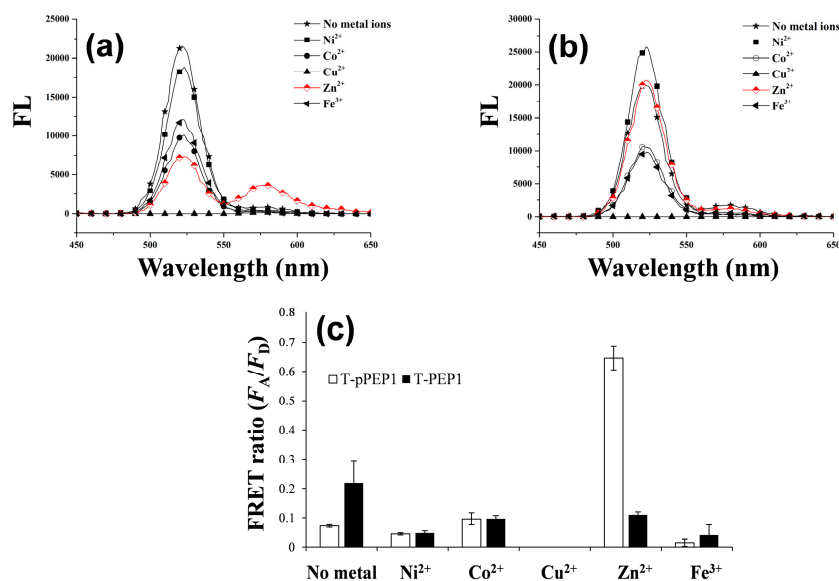 (a)
FL
25000
20000
15000
10000
5000
0
450 500 550 600 650
Wavelength (nm)
No metal ions
Ni²⁺
Co²⁺
Cu²⁺
Zn²⁺
Fe³⁺
(b)
FL
30000
25000
20000
15000
10000
5000
0
450 500 550 600 650
Wavelength (nm)
No metal ions
Ni²⁺
Co²⁺
Cu²⁺
Zn²⁺
Fe³⁺
(c)
FRET ratio (F_A/F_D)
0.8
0.7
0.6
0.5
0.4
0.3
0.2
0.1
0
T-pPEP1 T-PEP1
No metal Ni²⁺ Co²⁺ Cu²⁺ Zn²⁺ Fe³⁺